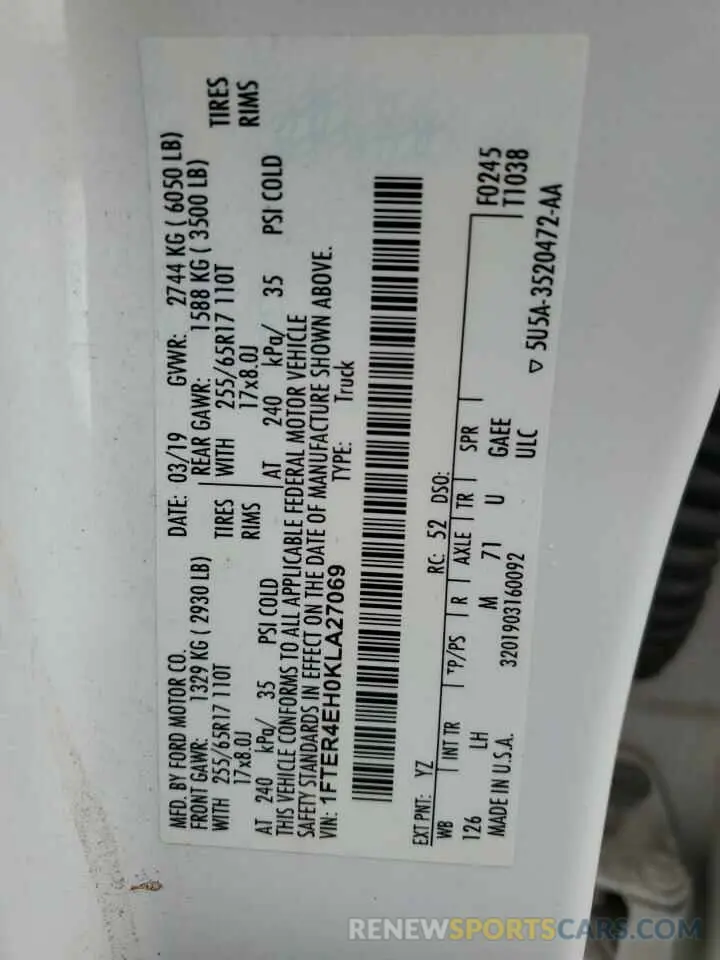 MFD. BY FORD MOTOR CO.
DATE: 03/19 GVWR: 2744 KG ( 6050 LB)
FRONT GAWR: 1329 KG ( 2930 LB)
REAR GAWR: 1588 KG ( 3500 LB)
WITH 255/65R17 110T TIRES
WITH 255/65R17 110T TIRES
17x8.0J RIMS
17x8.0J RIMS
AT 240 kPa/ 35 PSI COLD
AT 240 kPa/ 35 PSI COLD
THIS VEHICLE CONFORMS TO ALL APPLICABLE FEDERAL MOTOR VEHICLE
SAFETY STANDARDS IN EFFECT ON THE DATE OF MANUFACTURE SHOWN ABOVE.
VIN: 1FTER4EH0KLA27069 TYPE: Truck
EXT PNT: YZ RC: 52 DSO:
WB INT TR TP/PS R AXLE TR SPR F0245
126 LH M 71 U GAEE T1038
MADE IN U.S.A. 3201903160092 ULC
▽ 5U5A-3520472-AA
RENEWSPORTSCARS.COM